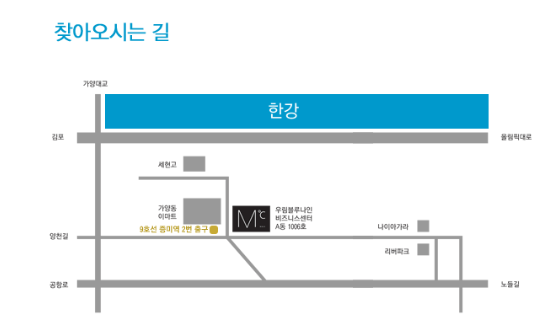 찾아오시는 길
가양대교
한강
김포
올림픽대로
세현고
가양동
이마트
M℃
우림블루나인
비즈니스센터
A동 1006호
9호선 증미역 2번 출구
나이아가라
양천길
리버파크
공항로
노들길